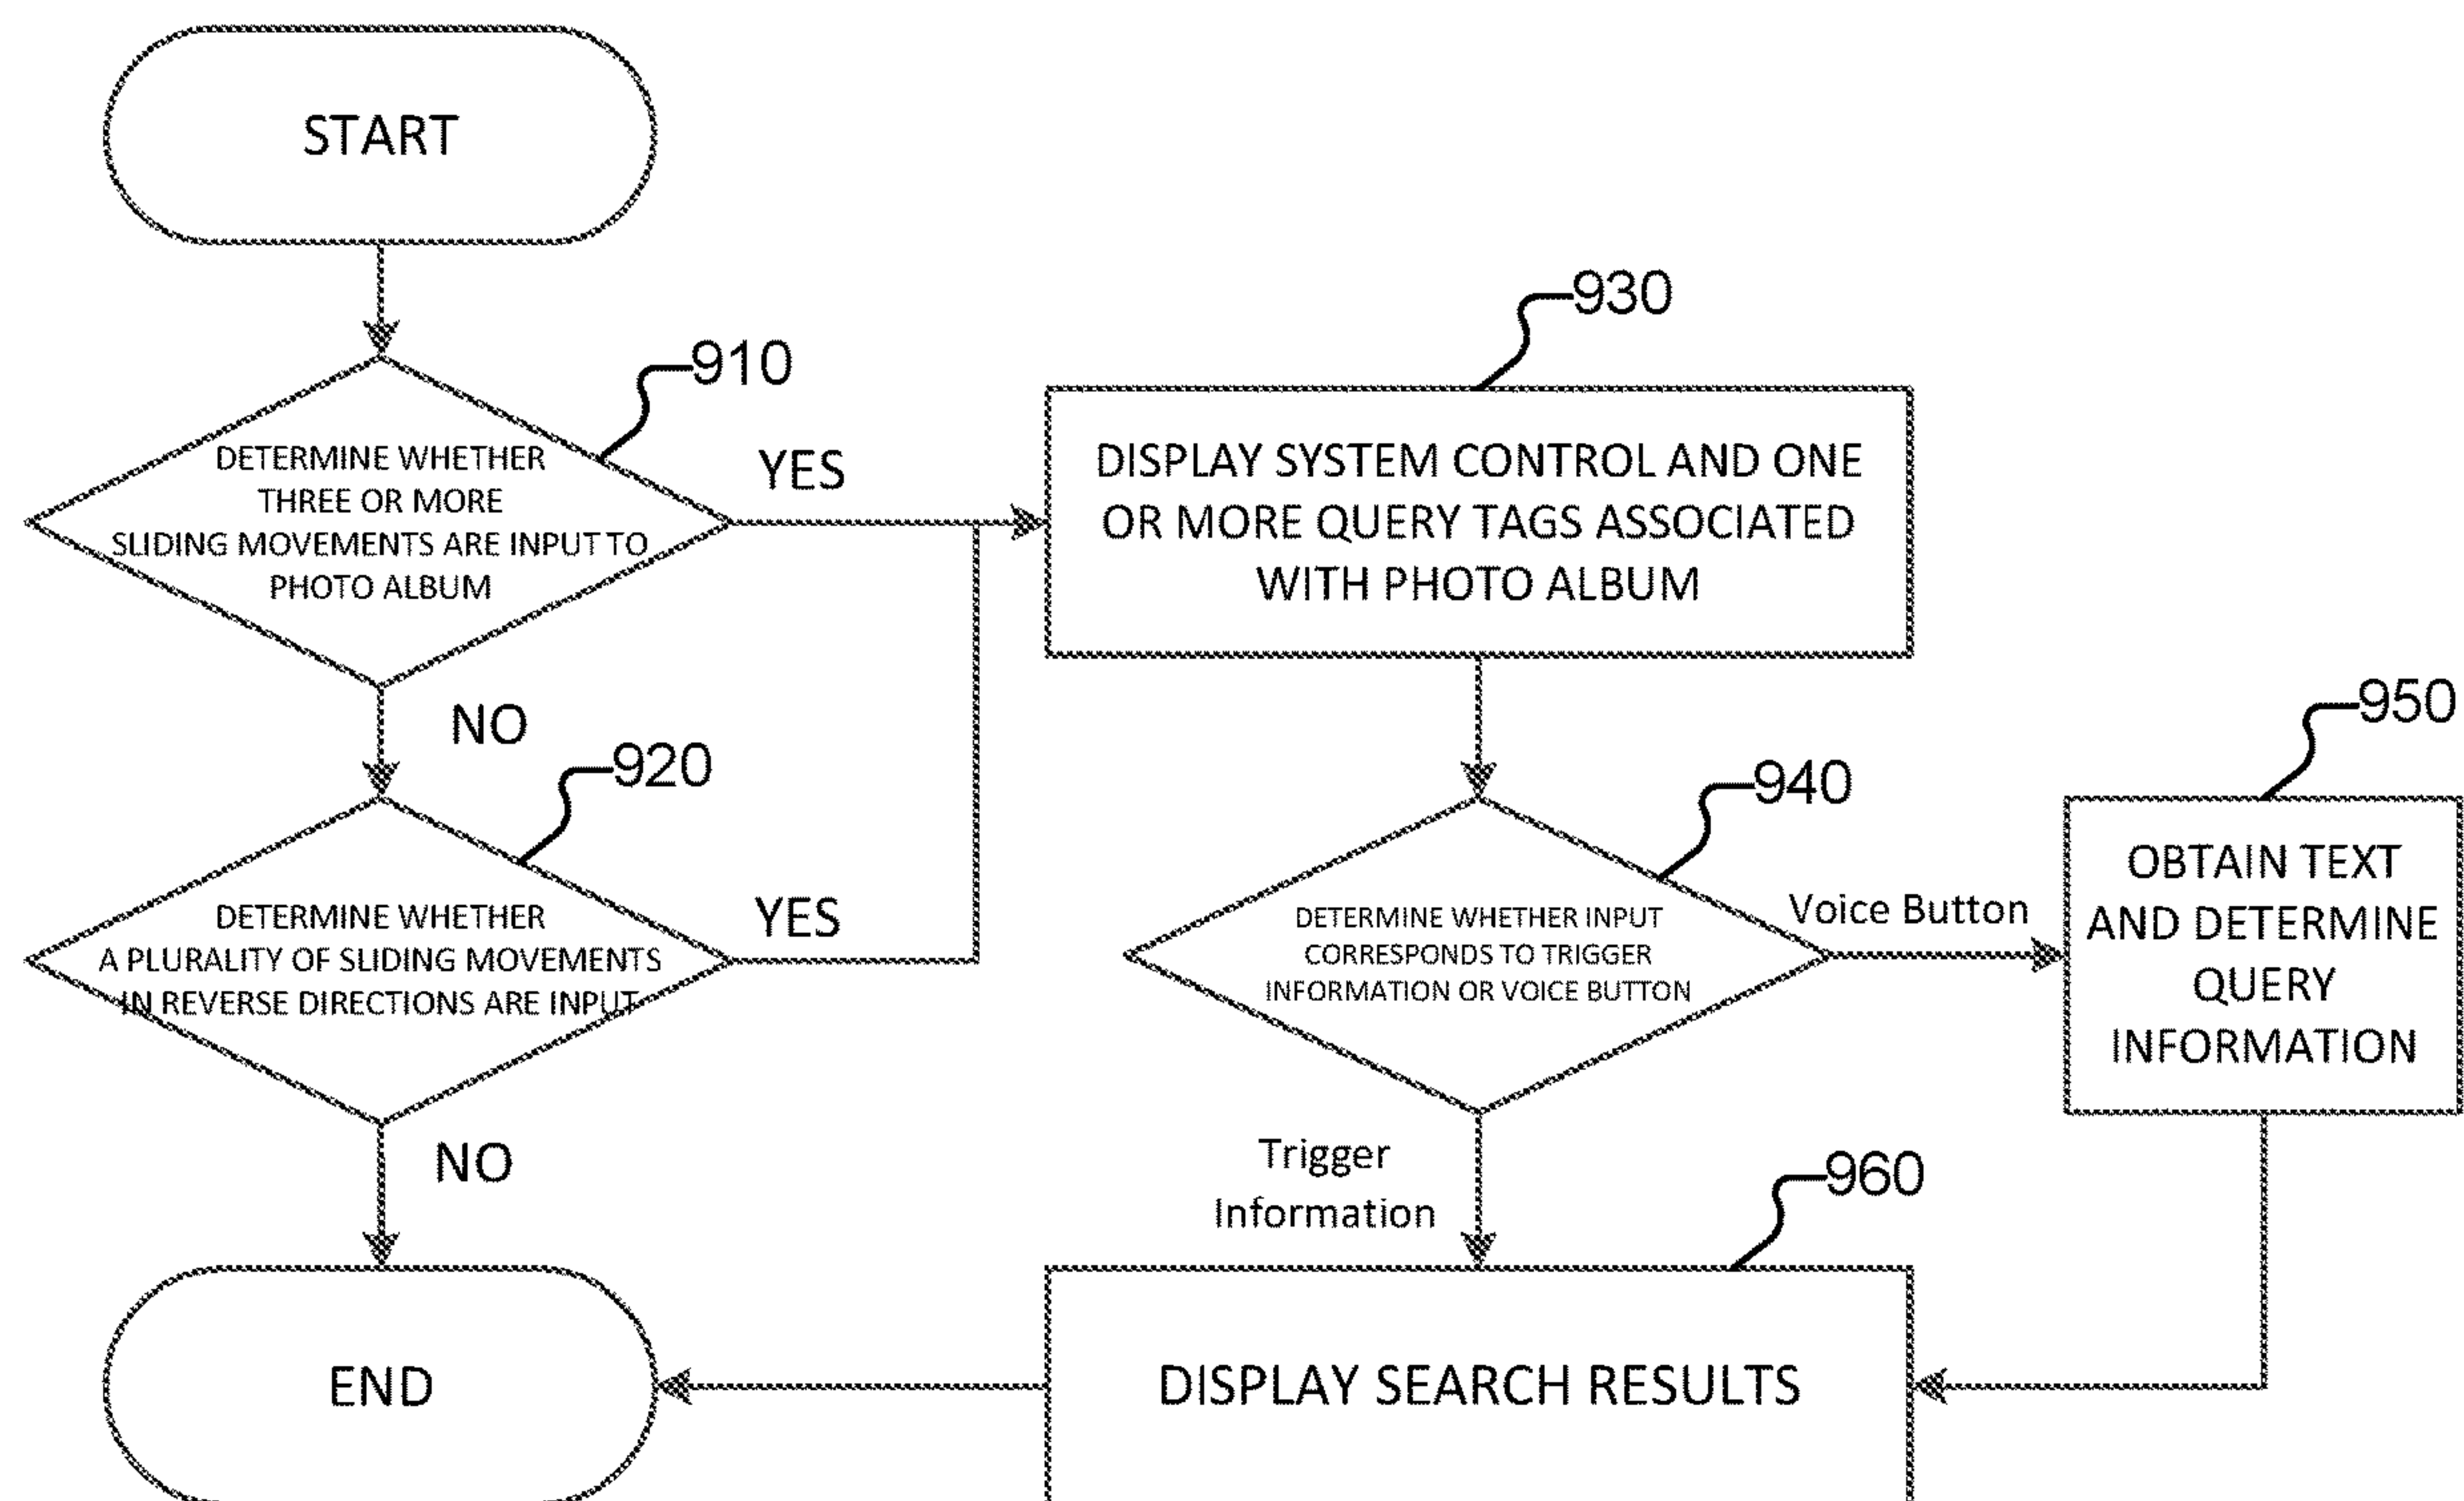 START
910
DETERMINE WHETHER
THREE OR MORE
SLIDING MOVEMENTS ARE INPUT TO
PHOTO ALBUM
YES
NO
920
DETERMINE WHETHER
A PLURALITY OF SLIDING MOVEMENTS
IN REVERSE DIRECTIONS ARE INPUT
YES
NO
930
DISPLAY SYSTEM CONTROL AND ONE
OR MORE QUERY TAGS ASSOCIATED
WITH PHOTO ALBUM
940
DETERMINE WHETHER INPUT
CORRESPONDS TO TRIGGER
INFORMATION OR VOICE BUTTON
Voice Button
950
OBTAIN TEXT
AND DETERMINE
QUERY
INFORMATION
Trigger
Information
960
DISPLAY SEARCH RESULTS
END